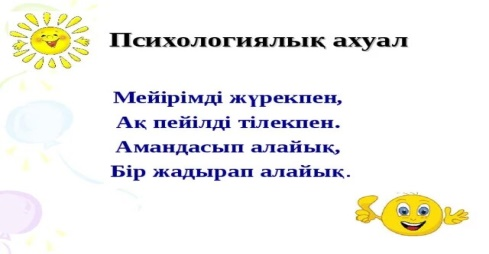 Психологиялық ахуал
Мейірімді жүрекпен,
Ақ пейілді тілекпен.
Амандасып алайық,
Бір жадырап алайық.